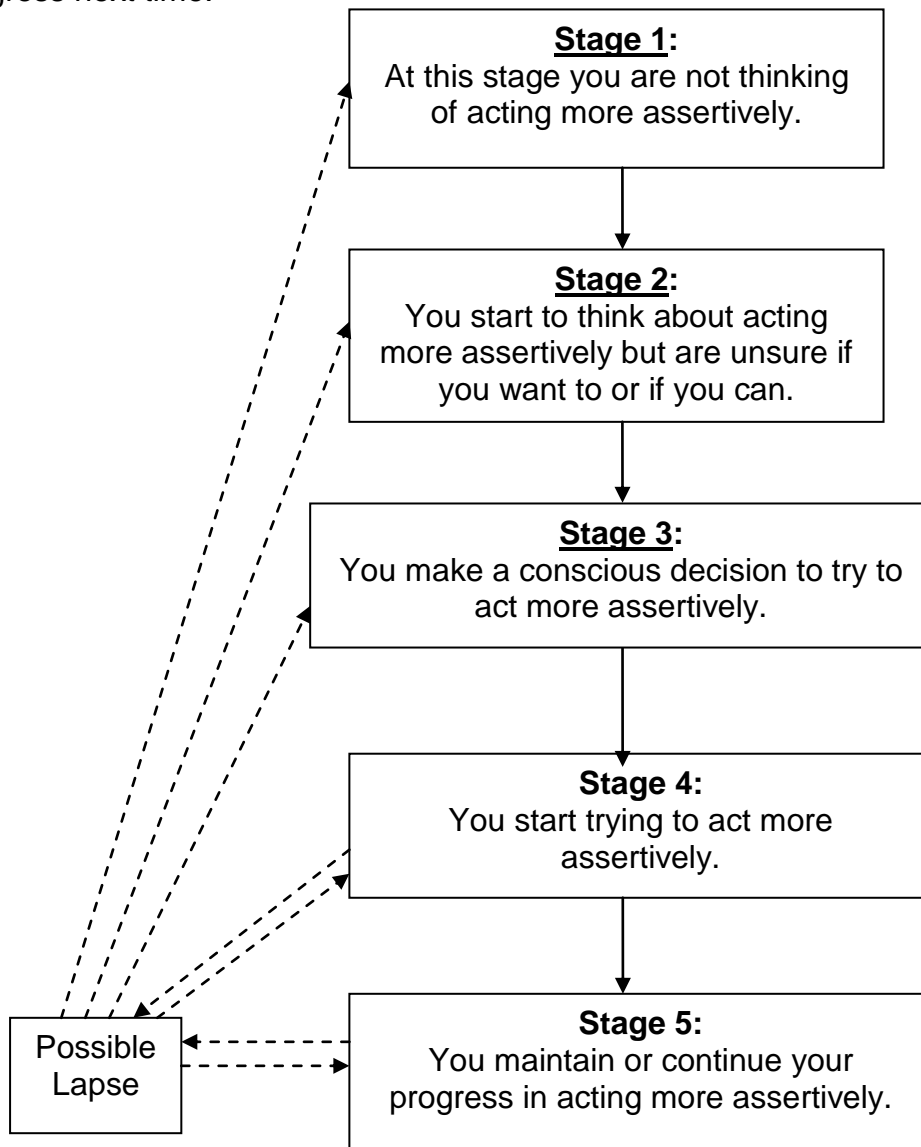 Stage 1:
At this stage you are not thinking
of acting more assertively.
Stage 2:
You start to think about acting
more assertively but are unsure if
you want to or if you can.
Stage 3:
You make a conscious decision to try to
act more assertively.
Stage 4:
You start trying to act more
assertively.
Possible
Lapse
Stage 5:
You maintain or continue your
progress in acting more assertively.